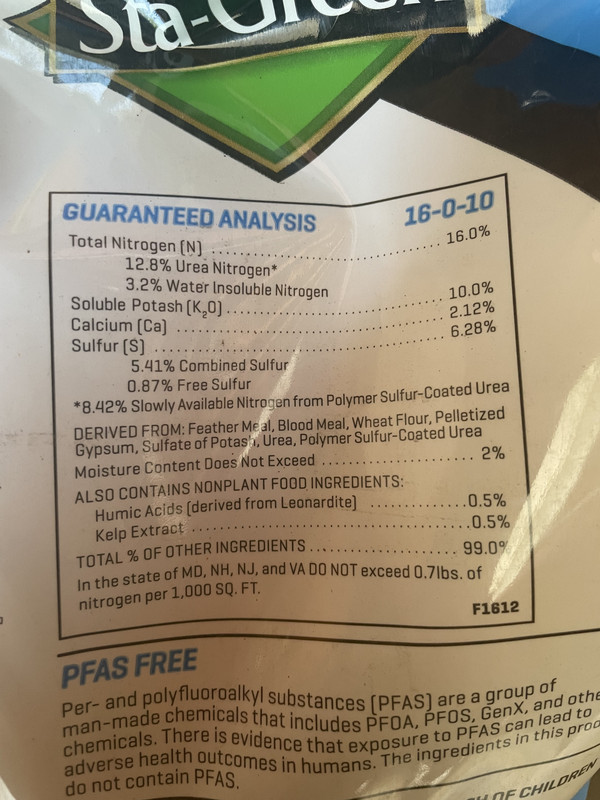 Sta-Green
GUARANTEED ANALYSIS 16-0-10
Total Nitrogen (N) ........................................ 16.0%
12.8% Urea Nitrogen*
3.2% Water Insoluble Nitrogen
Soluble Potash (K₂O) ..................................... 10.0%
Calcium (Ca) ............................................. 2.12%
Sulfur (S) ............................................... 6.28%
5.41% Combined Sulfur
0.87% Free Sulfur
*8.42% Slowly Available Nitrogen from Polymer Sulfur-Coated Urea
DERIVED FROM: Feather Meal, Blood Meal, Wheat Flour, Pelletized
Gypsum, Sulfate of Potash, Urea, Polymer Sulfur-Coated Urea
Moisture Content Does Not Exceed ........................ 2%
ALSO CONTAINS NONPLANT FOOD INGREDIENTS:
Humic Acids (derived from Leonardite) ................0.5%
Kelp Extract .............................................0.5%
TOTAL % OF OTHER INGREDIENTS ....................... 99.0%
In the state of MD, NH, NJ, and VA DO NOT exceed 0.7lbs. of
nitrogen per 1,000 SQ. FT.
F1612
PFAS FREE
Per- and polyfluoroalkyl substances (PFAS) are a group of
man-made chemicals that includes PFOA, PFOS, GenX, and othe
chemicals. There is evidence that exposure to PFAS can lead to
adverse health outcomes in humans. The ingredients in this prod
do not contain PFAS.
OF CHILDREN